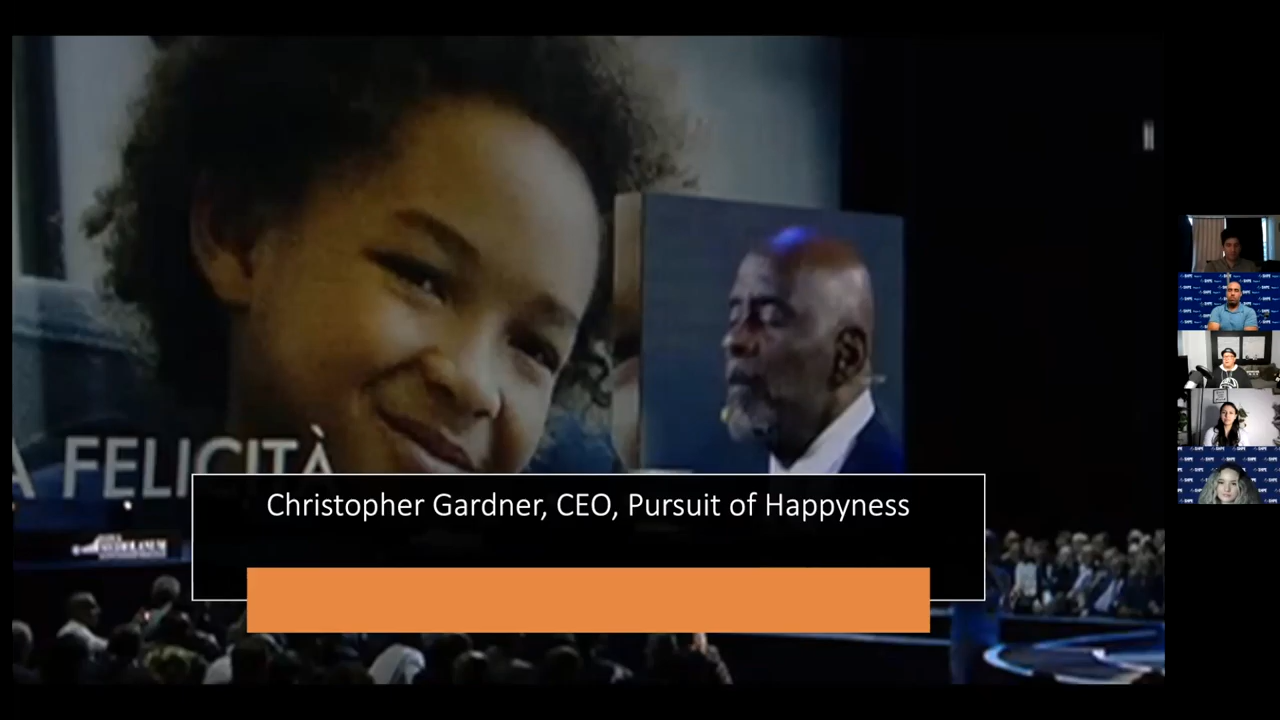 A FELICITÀ
Christopher Gardner, CEO, Pursuit of Happyness